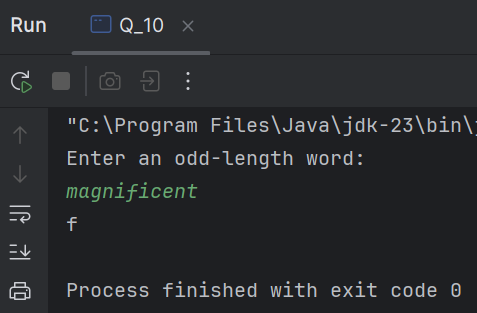 Run Q_10
"C:\Program Files\Java\jdk-23\bin\
Enter an odd-length word:
magnificent
f
Process finished with exit code 0